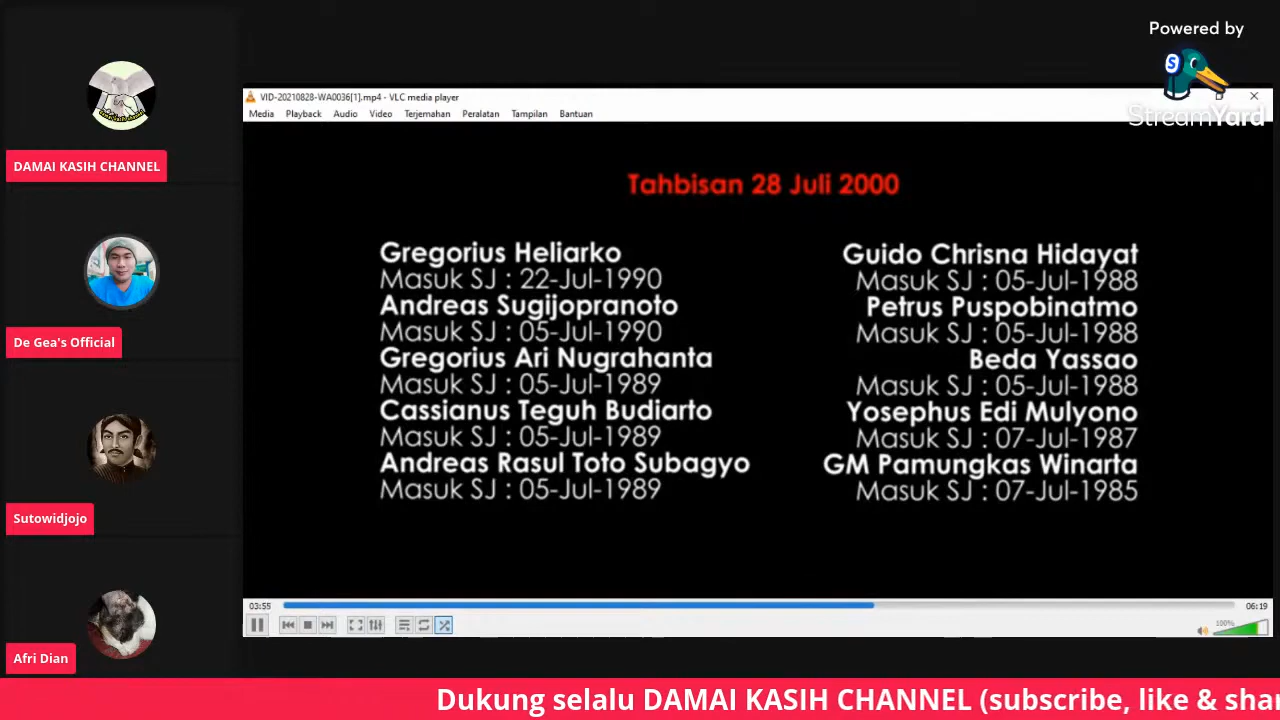 Powered by
StreamYard
DAMAI KASIH CHANNEL
De Gea's Official
Sutowidjojo
Afri Dian
VID-20210828-WA0036[1].mp4 - VLC media player
Media Playback Audio Video Terjemahan Peralatan Tampilan Bantuan
Tahbisan 28 Juli 2000
Gregorius Heliarko
Masuk SJ : 22-Jul-1990
Andreas Sugijopranoto
Masuk SJ : 05-Jul-1990
Gregorius Ari Nugrahanta
Masuk SJ : 05-Jul-1989
Cassianus Teguh Budiarto
Masuk SJ : 05-Jul-1989
Andreas Rasul Toto Subagyo
Masuk SJ : 05-Jul-1989
Guido Chrisna Hidayat
Masuk SJ : 05-Jul-1988
Petrus Puspobinatmo
Masuk SJ : 05-Jul-1988
Beda Yassao
Masuk SJ : 05-Jul-1988
Yosephus Edi Mulyono
Masuk SJ : 07-Jul-1987
GM Pamungkas Winarta
Masuk SJ : 07-Jul-1985
03:55
06:19
100%
Dukung selalu DAMAI KASIH CHANNEL (subscribe, like & shar